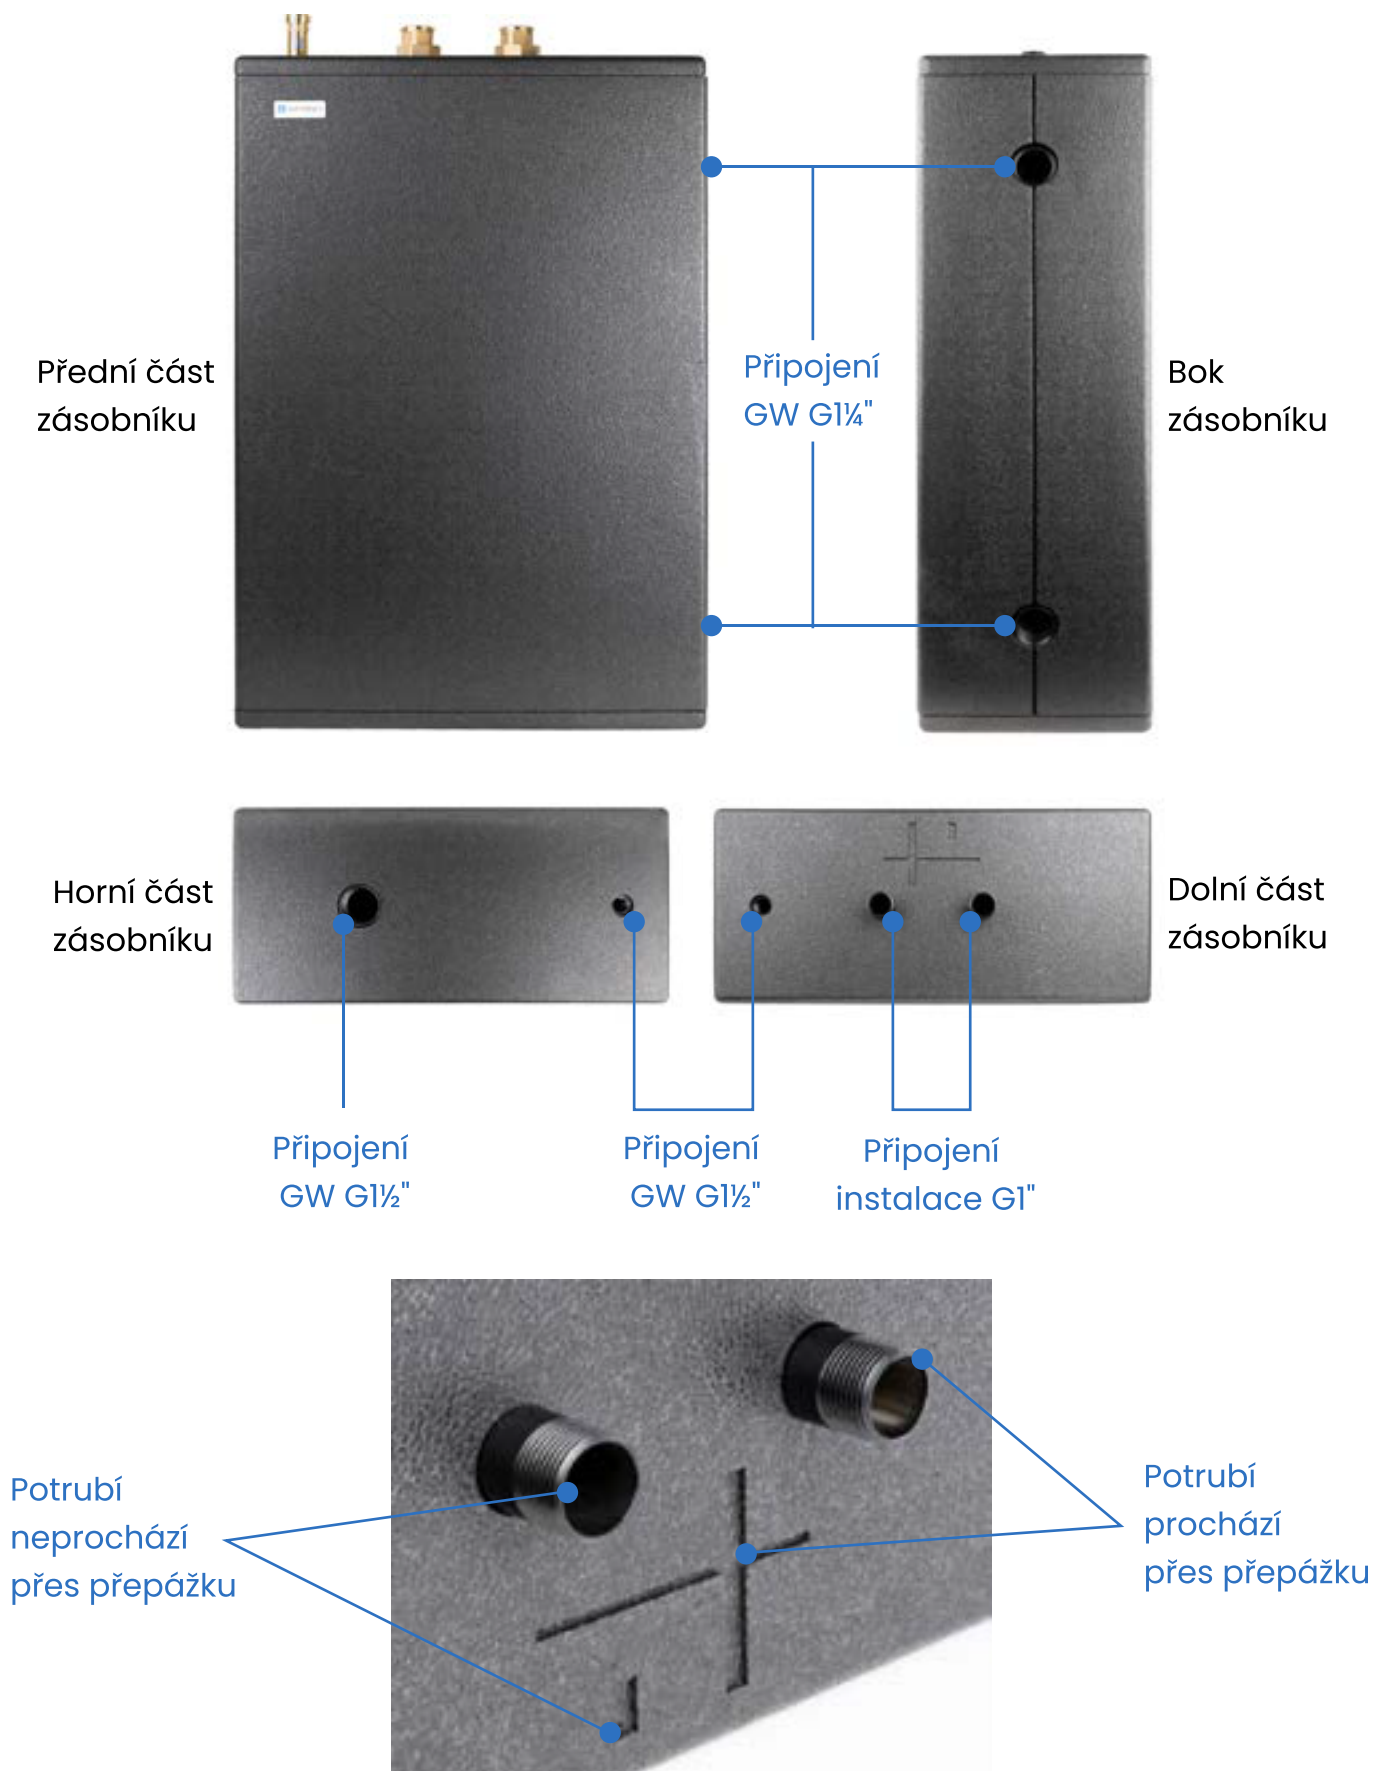 Přední část
zásobníku
Připojení
GW G1¼"
Bok
zásobníku
Horní část
zásobníku
Dolní část
zásobníku
Připojení
GW G1½"
Připojení
GW G1½"
Připojení
instalace G1"
Potrubí
neprochází
přes přepážku
Potrubí
prochází
přes přepážku